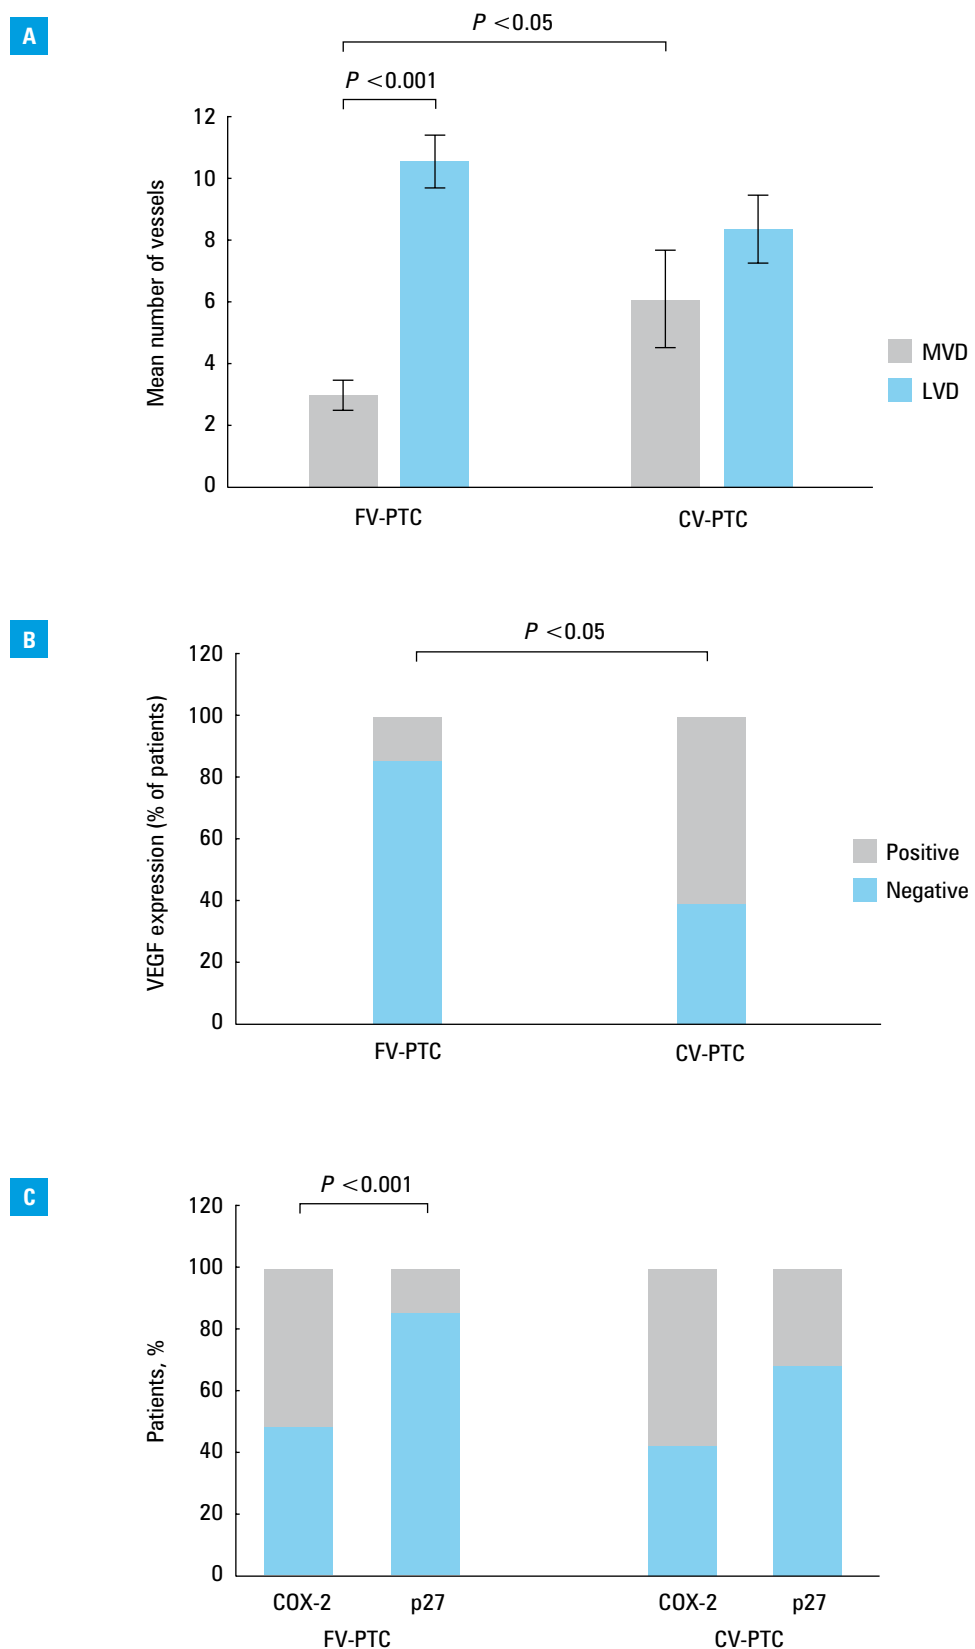 A
P <0.05
P <0.001
12
10
8
6
4
2
0
Mean number of vessels
FV-PTC
CV-PTC
MVD
LVD
B
P <0.05
120
100
80
60
40
20
0
VEGF expression (% of patients)
FV-PTC
CV-PTC
Positive
Negative
C
P <0.001
120
100
80
60
40
20
0
Patients, %
COX-2 p27 COX-2 p27
FV-PTC CV-PTC